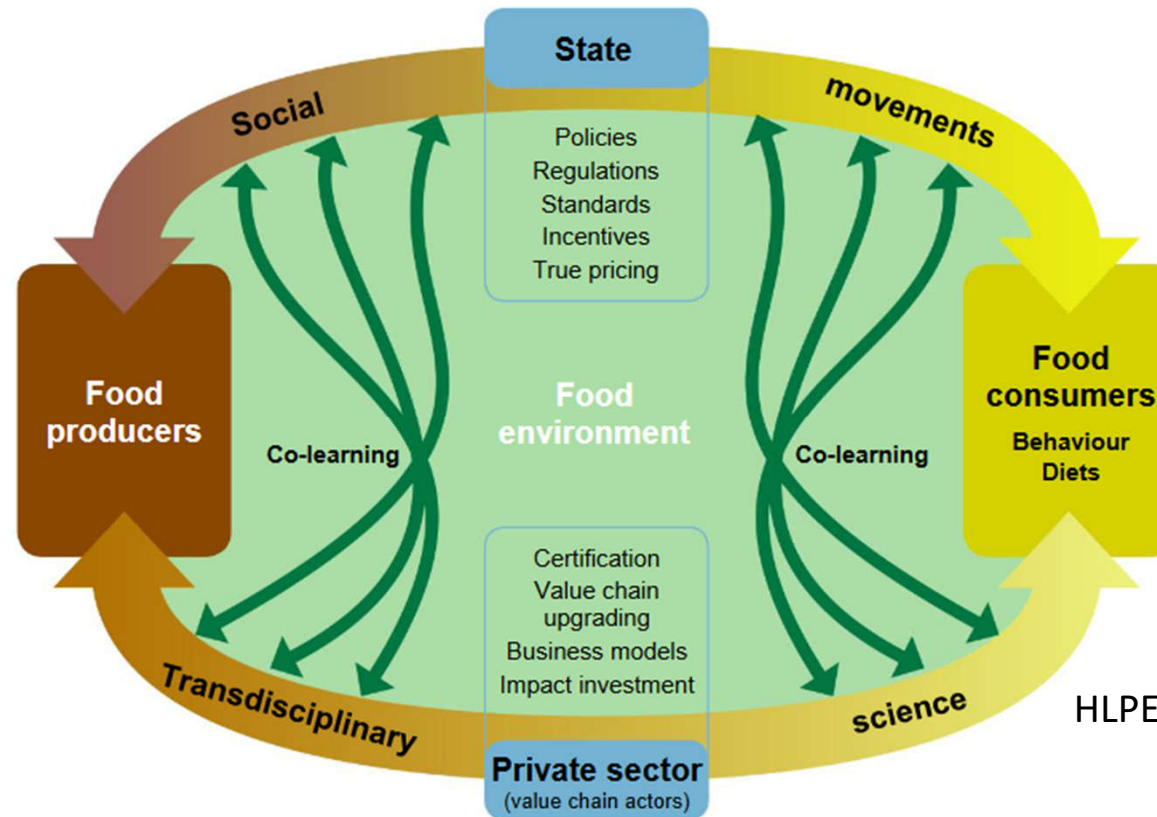 State
Social
movements
Policies
Regulations
Standards
Incentives
True pricing
Food
producers
Co-learning
Food
environment
Co-learning
Food
consumers
Behaviour
Diets
Certification
Value chain
upgrading
Business models
Impact investment
Transdisciplinary
science
HLPE
Private sector
(value chain actors)